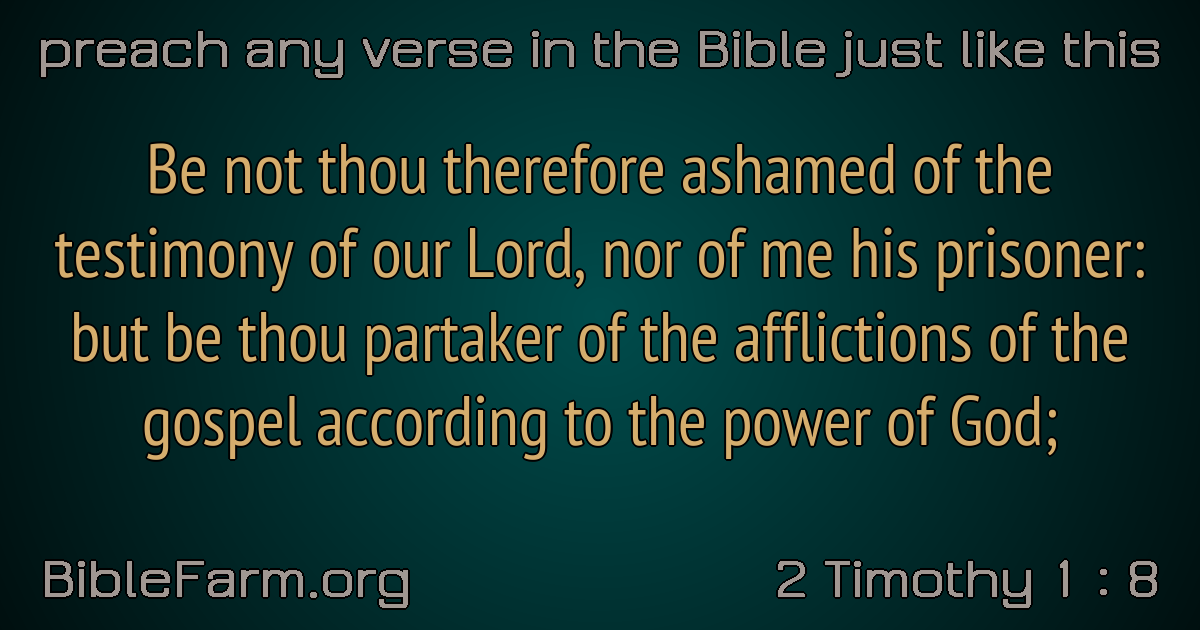 preach any verse in the Bible just like this
Be not thou therefore ashamed of the
testimony of our Lord, nor of me his prisoner:
but be thou partaker of the afflictions of the
gospel according to the power of God;
BibleFarm.org
2 Timothy 1 : 8